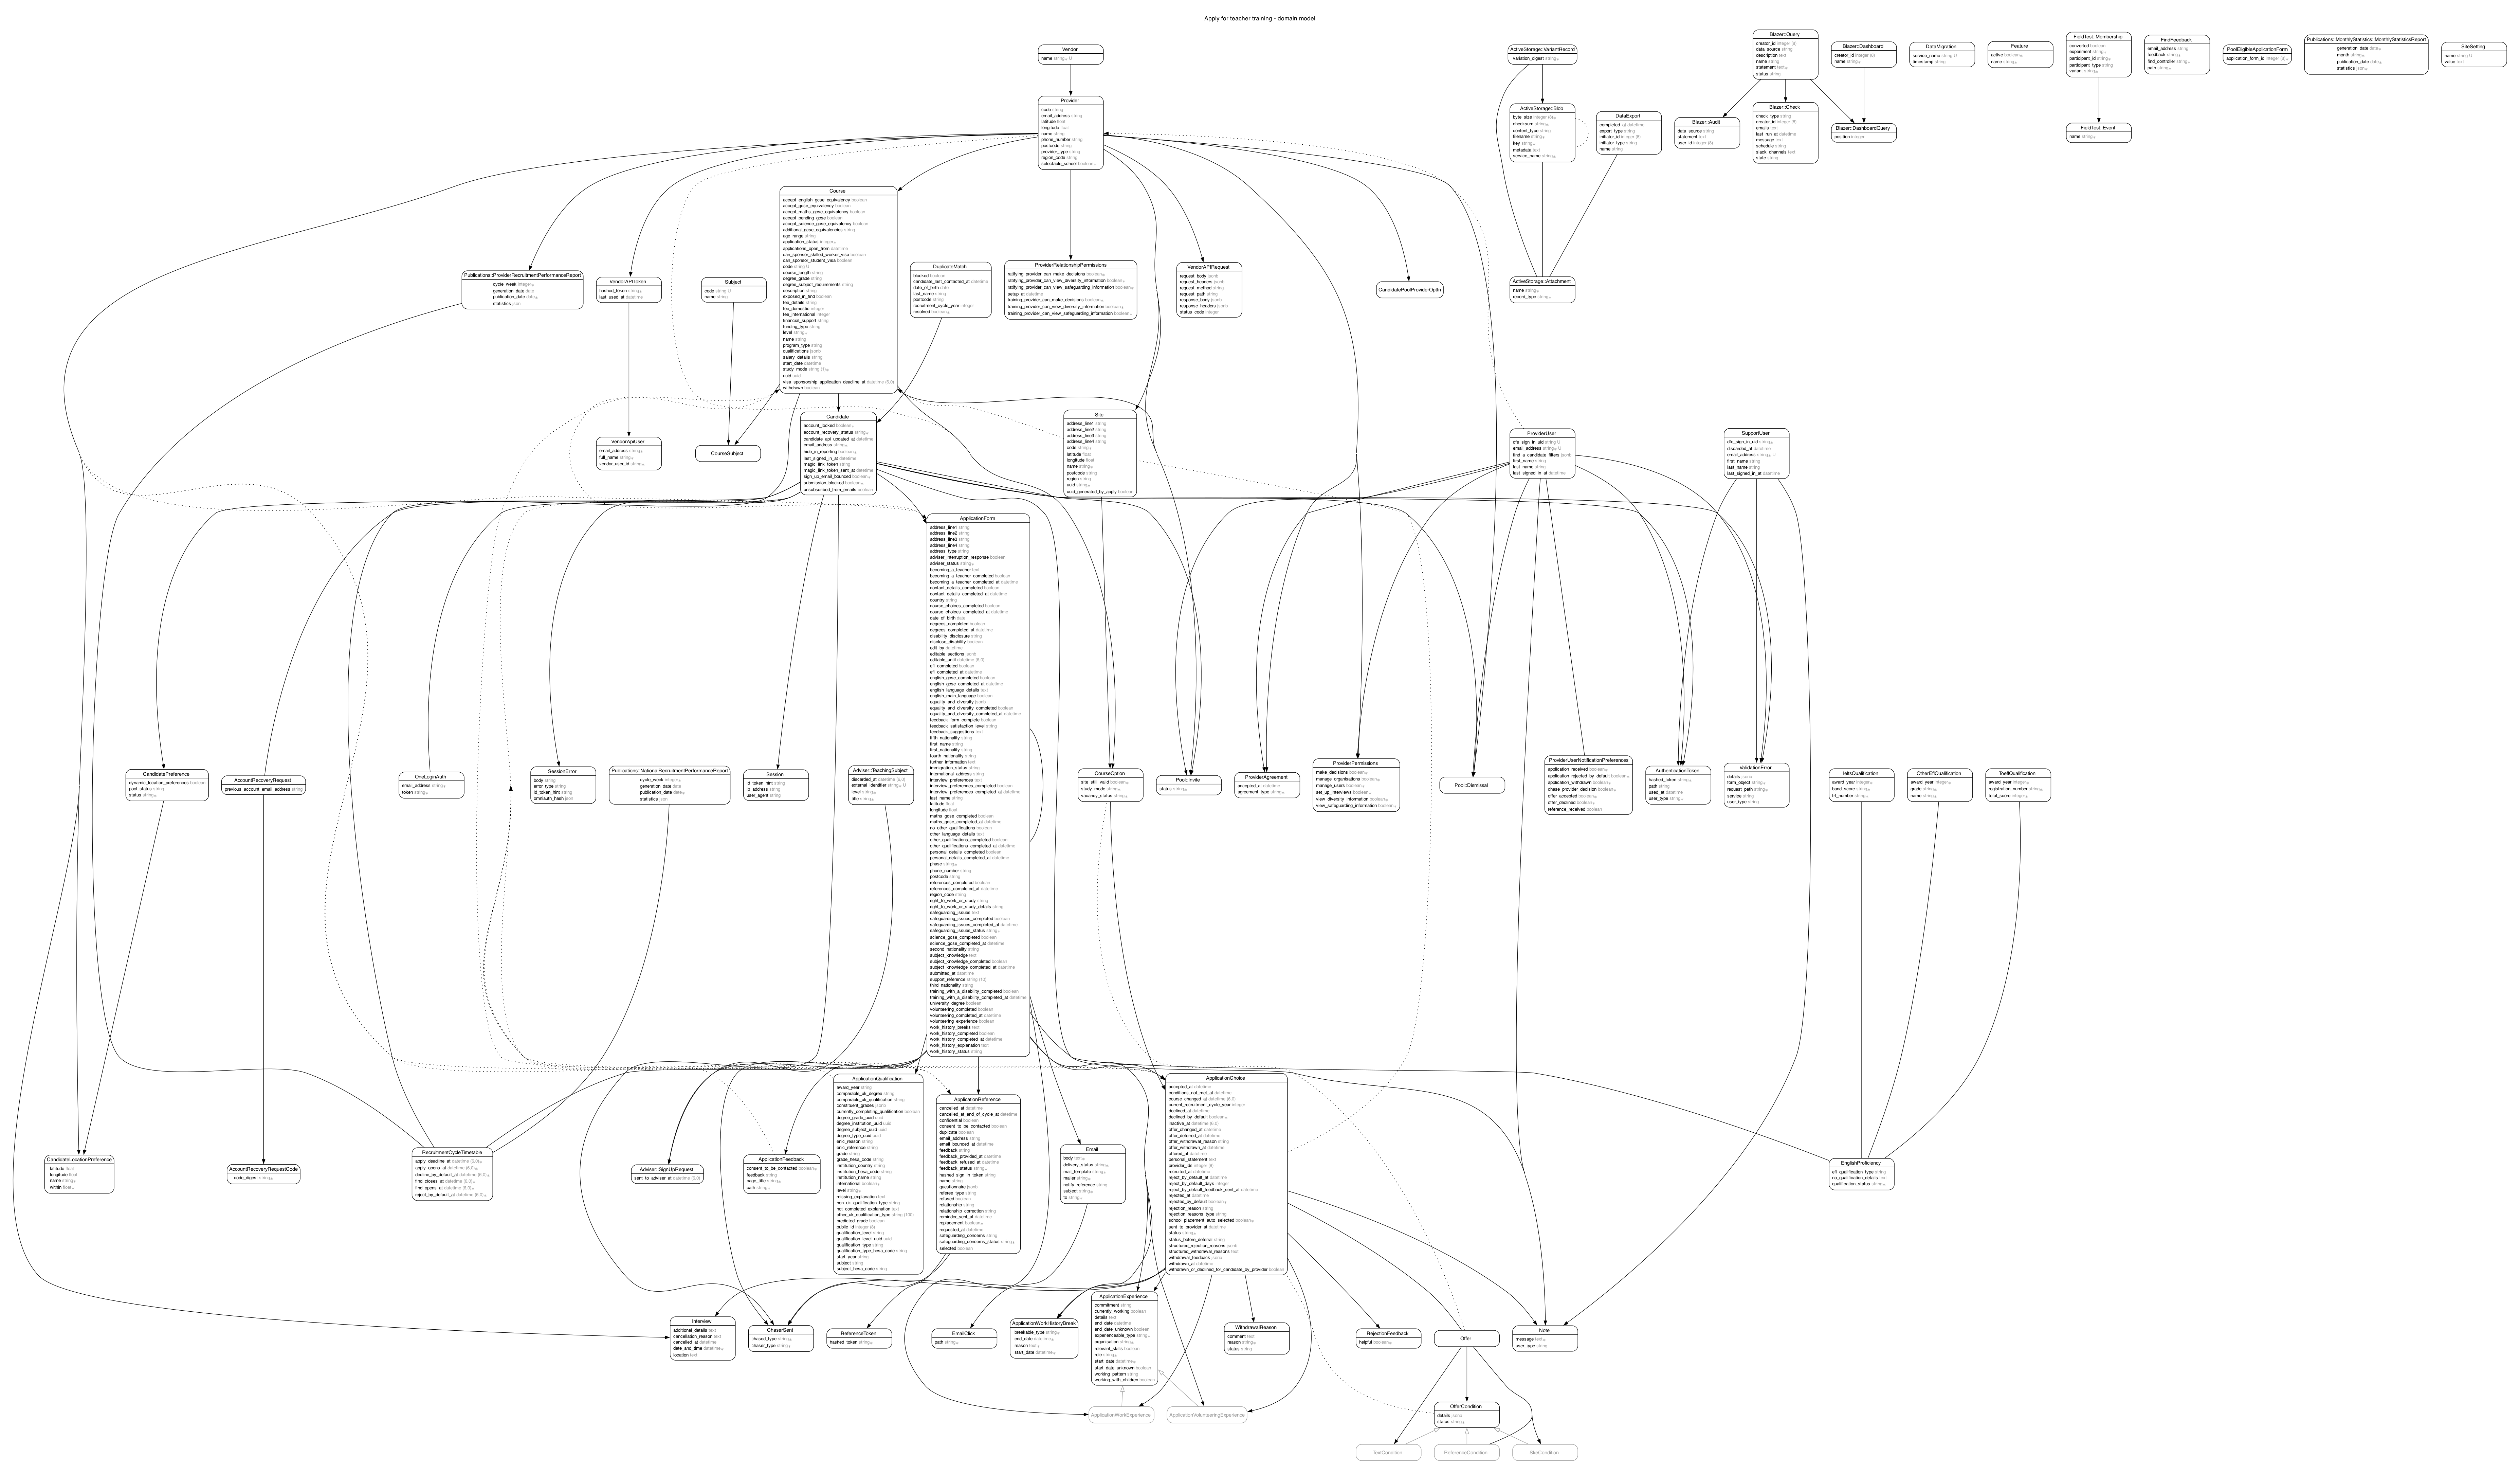 Apply for teacher training - domain model
Vendor
name string∗ U
Provider
code string
email_address string
latitude float
longitude float
name string
phone_number string
postcode string
provider_type string
region_code string
selectable_school boolean∗
ActiveStorage::VariantRecord
variation_digest string∗
ActiveStorage::Blob
byte_size integer (8)∗
checksum string∗
content_type string
filename string∗
key string∗
metadata text
service_name string∗
DataExport
completed_at datetime
export_type string
initiator_id integer (8)
initiator_type string
name string
Blazer::Query
creator_id integer (8)
data_source string
description text
name string
statement text∗
status string
Blazer::Audit
data_source string
statement text
user_id integer (8)
Blazer::Check
check_type string
creator_id integer (8)
emails text
last_run_at datetime
message text
schedule string
slack_channels text
state string
Blazer::Dashboard
creator_id integer (8)
name string∗
Blazer::DashboardQuery
position integer
DataMigration
service_name string U
timestamp string
Feature
active boolean∗
name string∗
FieldTest::Membership
converted boolean
experiment string∗
participant_id string∗
participant_type string
variant string∗
FieldTest::Event
name string∗
FindFeedback
email_address string
feedback string∗
find_controller string∗
path string∗
PoolEligibleApplicationForm
application_form_id integer (8)∗
Publications::MonthlyStatistics::MonthlyStatisticsReport
generation_date date∗
month string∗
publication_date date∗
statistics json∗
SiteSetting
name string U
value text
Course
accept_english_gcse_equivalency boolean
accept_gcse_equivalency boolean
accept_maths_gcse_equivalency boolean
accept_pending_gcse boolean
accept_science_gcse_equivalency boolean
additional_gcse_equivalencies string
age_range string
application_status integer∗
applications_open_from datetime
can_sponsor_skilled_worker_visa boolean
can_sponsor_student_visa boolean
code string U
course_length string
degree_grade string
degree_subject_requirements string
description string
exposed_in_find boolean
fee_details string
fee_domestic integer
fee_international integer
financial_support string
funding_type string
level string∗
name string
program_type string
qualifications jsonb
salary_details string
start_date datetime
study_mode string (1)∗
uuid uuid
visa_sponsorship_application_deadline_at datetime (6,0)
withdrawn boolean
Publications::ProviderRecruitmentPerformanceReport
cycle_week integer∗
generation_date date
publication_date date∗
statistics json
VendorAPIToken
hashed_token string∗
last_used_at datetime
Subject
code string U
name string
DuplicateMatch
blocked boolean
candidate_last_contacted_at datetime
date_of_birth date
last_name string
postcode string
recruitment_cycle_year integer
resolved boolean∗
ProviderRelationshipPermissions
ratifying_provider_can_make_decisions boolean∗
ratifying_provider_can_view_diversity_information boolean∗
ratifying_provider_can_view_safeguarding_information boolean∗
setup_at datetime
training_provider_can_make_decisions boolean∗
training_provider_can_view_diversity_information boolean∗
training_provider_can_view_safeguarding_information boolean∗
VendorAPIRequest
request_body jsonb
request_headers jsonb
request_method string
request_path string
response_body jsonb
response_headers jsonb
status_code integer
CandidatePoolProviderOptIn
ActiveStorage::Attachment
name string∗
record_type string∗
VendorApiUser
email_address string∗
full_name string∗
vendor_user_id string∗
CourseSubject
Candidate
account_locked boolean∗
account_recovery_status string∗
candidate_api_updated_at datetime
email_address string∗
hide_in_reporting boolean∗
last_signed_in_at datetime
magic_link_token string
magic_link_token_sent_at datetime
sign_up_email_bounced boolean∗
submission_blocked boolean∗
unsubscribed_from_emails boolean
Site
address_line1 string
address_line2 string
address_line3 string
address_line4 string
code string∗
latitude float
longitude float
name string∗
postcode string
region string
uuid string∗
uuid_generated_by_apply boolean
ProviderUser
dfe_sign_in_uid string U
email_address string∗ U
find_a_candidate_filters jsonb
first_name string
last_name string
last_signed_in_at datetime
SupportUser
dfe_sign_in_uid string∗
discarded_at datetime
email_address string∗ U
first_name string
last_name string
last_signed_in_at datetime
ApplicationForm
address_line1 string
address_line2 string
address_line3 string
address_line4 string
address_type string
adviser_interruption_response boolean
adviser_status string∗
becoming_a_teacher text
becoming_a_teacher_completed boolean
becoming_a_teacher_completed_at datetime
contact_details_completed boolean
contact_details_completed_at datetime
country string
course_choices_completed boolean
course_choices_completed_at datetime
date_of_birth date
degrees_completed boolean
degrees_completed_at datetime
disability_disclosure string
disclose_disability boolean
edit_by datetime
editable_sections jsonb
editable_until datetime (6,0)
efl_completed boolean
efl_completed_at datetime
english_gcse_completed boolean
english_gcse_completed_at datetime
english_language_details text
english_main_language boolean
equality_and_diversity jsonb
equality_and_diversity_completed boolean
equality_and_diversity_completed_at datetime
feedback_form_complete boolean
feedback_satisfaction_level string
feedback_suggestions text
fifth_nationality string
first_name string
first_nationality string
fourth_nationality string
further_information text
immigration_status string
international_address string
interview_preferences text
interview_preferences_completed boolean
interview_preferences_completed_at datetime
last_name string
latitude float
longitude float
maths_gcse_completed boolean
maths_gcse_completed_at datetime
no_other_qualifications boolean
other_language_details text
other_qualifications_completed boolean
other_qualifications_completed_at datetime
personal_details_completed boolean
personal_details_completed_at datetime
phase string∗
phone_number string
postcode string
references_completed boolean
references_completed_at datetime
region_code string
right_to_work_or_study string
right_to_work_or_study_details string
safeguarding_issues text
safeguarding_issues_completed boolean
safeguarding_issues_completed_at datetime
safeguarding_issues_status string∗
science_gcse_completed boolean
science_gcse_completed_at datetime
second_nationality string
subject_knowledge text
subject_knowledge_completed boolean
subject_knowledge_completed_at datetime
submitted_at datetime
support_reference string (10)
third_nationality string
training_with_a_disability_completed boolean
training_with_a_disability_completed_at datetime
university_degree boolean
volunteering_completed boolean
volunteering_completed_at datetime
volunteering_experience boolean
work_history_breaks text
work_history_completed boolean
work_history_completed_at datetime
work_history_explanation text
work_history_status string
CandidatePreference
dynamic_location_preferences boolean
pool_status string
status string∗
AccountRecoveryRequest
previous_account_email_address string
OneLoginAuth
email_address string∗
token string∗
SessionError
body string
error_type string
id_token_hint string
omniauth_hash json
Publications::NationalRecruitmentPerformanceReport
cycle_week integer∗
generation_date date
publication_date date∗
statistics json
Session
id_token_hint string
ip_address string
user_agent string
Adviser::TeachingSubject
discarded_at datetime (6,0)
external_identifier string∗ U
level string∗
title string∗
CourseOption
site_still_valid boolean∗
study_mode string∗
vacancy_status string∗
Pool::Invite
status string∗
ProviderAgreement
accepted_at datetime
agreement_type string∗
ProviderPermissions
make_decisions boolean∗
manage_organisations boolean∗
manage_users boolean∗
set_up_interviews boolean∗
view_diversity_information boolean∗
view_safeguarding_information boolean∗
Pool::Dismissal
ProviderUserNotificationPreferences
application_received boolean∗
application_rejected_by_default boolean∗
application_withdrawn boolean∗
chase_provider_decision boolean∗
offer_accepted boolean∗
offer_declined boolean∗
reference_received boolean
AuthenticationToken
hashed_token string∗
path string
used_at datetime
user_type string∗
ValidationError
details jsonb
form_object string∗
request_path string∗
service string
user_type string
IeltsQualification
award_year integer∗
band_score string∗
trf_number string∗
OtherEflQualification
award_year integer∗
grade string∗
name string∗
ToeflQualification
award_year integer∗
registration_number string∗
total_score integer∗
CandidateLocationPreference
latitude float
longitude float
name string∗
within float∗
AccountRecoveryRequestCode
code_digest string∗
RecruitmentCycleTimetable
apply_deadline_at datetime (6,0)∗
apply_opens_at datetime (6,0)∗
decline_by_default_at datetime (6,0)∗
find_closes_at datetime (6,0)∗
find_opens_at datetime (6,0)∗
reject_by_default_at datetime (6,0)∗
Adviser::SignUpRequest
sent_to_adviser_at datetime (6,0)
ApplicationFeedback
consent_to_be_contacted boolean∗
feedback string
page_title string∗
path string∗
ApplicationQualification
award_year string
comparable_uk_degree string
comparable_uk_qualification string
constituent_grades jsonb
currently_completing_qualification boolean
degree_grade_uuid uuid
degree_institution_uuid uuid
degree_subject_uuid uuid
degree_type_uuid uuid
enic_reason string
enic_reference string
grade string
grade_hesa_code string
institution_country string
institution_hesa_code string
institution_name string
international boolean∗
level string∗
missing_explanation text
non_uk_qualification_type string
not_completed_explanation text
other_uk_qualification_type string (100)
predicted_grade boolean
public_id integer (8)
qualification_level string
qualification_level_uuid uuid
qualification_type string
qualification_type_hesa_code string
start_year string
subject string
subject_hesa_code string
ApplicationReference
cancelled_at datetime
cancelled_at_end_of_cycle_at datetime
confidential boolean
consent_to_be_contacted boolean
duplicate boolean
email_address string
email_bounced_at datetime
feedback string
feedback_provided_at datetime
feedback_refused_at datetime
feedback_status string∗
hashed_sign_in_token string
name string
questionnaire jsonb
referee_type string
refused boolean
relationship string
relationship_correction string
reminder_sent_at datetime
replacement boolean∗
requested_at datetime
safeguarding_concerns string
safeguarding_concerns_status string∗
selected boolean
Email
body text∗
delivery_status string∗
mail_template string∗
mailer string∗
notify_reference string
subject string∗
to string∗
ApplicationChoice
accepted_at datetime
conditions_not_met_at datetime
course_changed_at datetime (6,0)
current_recruitment_cycle_year integer
declined_at datetime
declined_by_default boolean∗
inactive_at datetime (6,0)
offer_changed_at datetime
offer_deferred_at datetime
offer_withdrawal_reason string
offer_withdrawn_at datetime
offered_at datetime
personal_statement text
provider_ids integer (8)
recruited_at datetime
reject_by_default_at datetime
reject_by_default_days integer
reject_by_default_feedback_sent_at datetime
rejected_at datetime
rejected_by_default boolean∗
rejection_reason string
rejection_reasons_type string
school_placement_auto_selected boolean∗
sent_to_provider_at datetime
status string∗
status_before_deferral string
structured_rejection_reasons jsonb
structured_withdrawal_reasons text
withdrawal_feedback jsonb
withdrawn_at datetime
withdrawn_or_declined_for_candidate_by_provider boolean
EnglishProficiency
efl_qualification_type string
no_qualification_details text
qualification_status string∗
Interview
additional_details text
cancellation_reason text
cancelled_at datetime
date_and_time datetime∗
location text
ChaserSent
chased_type string∗
chaser_type string∗
ReferenceToken
hashed_token string∗
EmailClick
path string∗
ApplicationWorkHistoryBreak
breakable_type string∗
end_date datetime∗
reason text∗
start_date datetime∗
ApplicationExperience
commitment string
currently_working boolean
details text
end_date datetime
end_date_unknown boolean
experienceable_type string∗
organisation string∗
relevant_skills boolean
role string∗
start_date datetime∗
start_date_unknown boolean
working_pattern string
working_with_children boolean
WithdrawalReason
comment text
reason string∗
status string
RejectionFeedback
helpful boolean∗
Offer
Note
message text∗
user_type string
ApplicationWorkExperience
ApplicationVolunteeringExperience
OfferCondition
details jsonb
status string∗
TextCondition
ReferenceCondition
SkeCondition